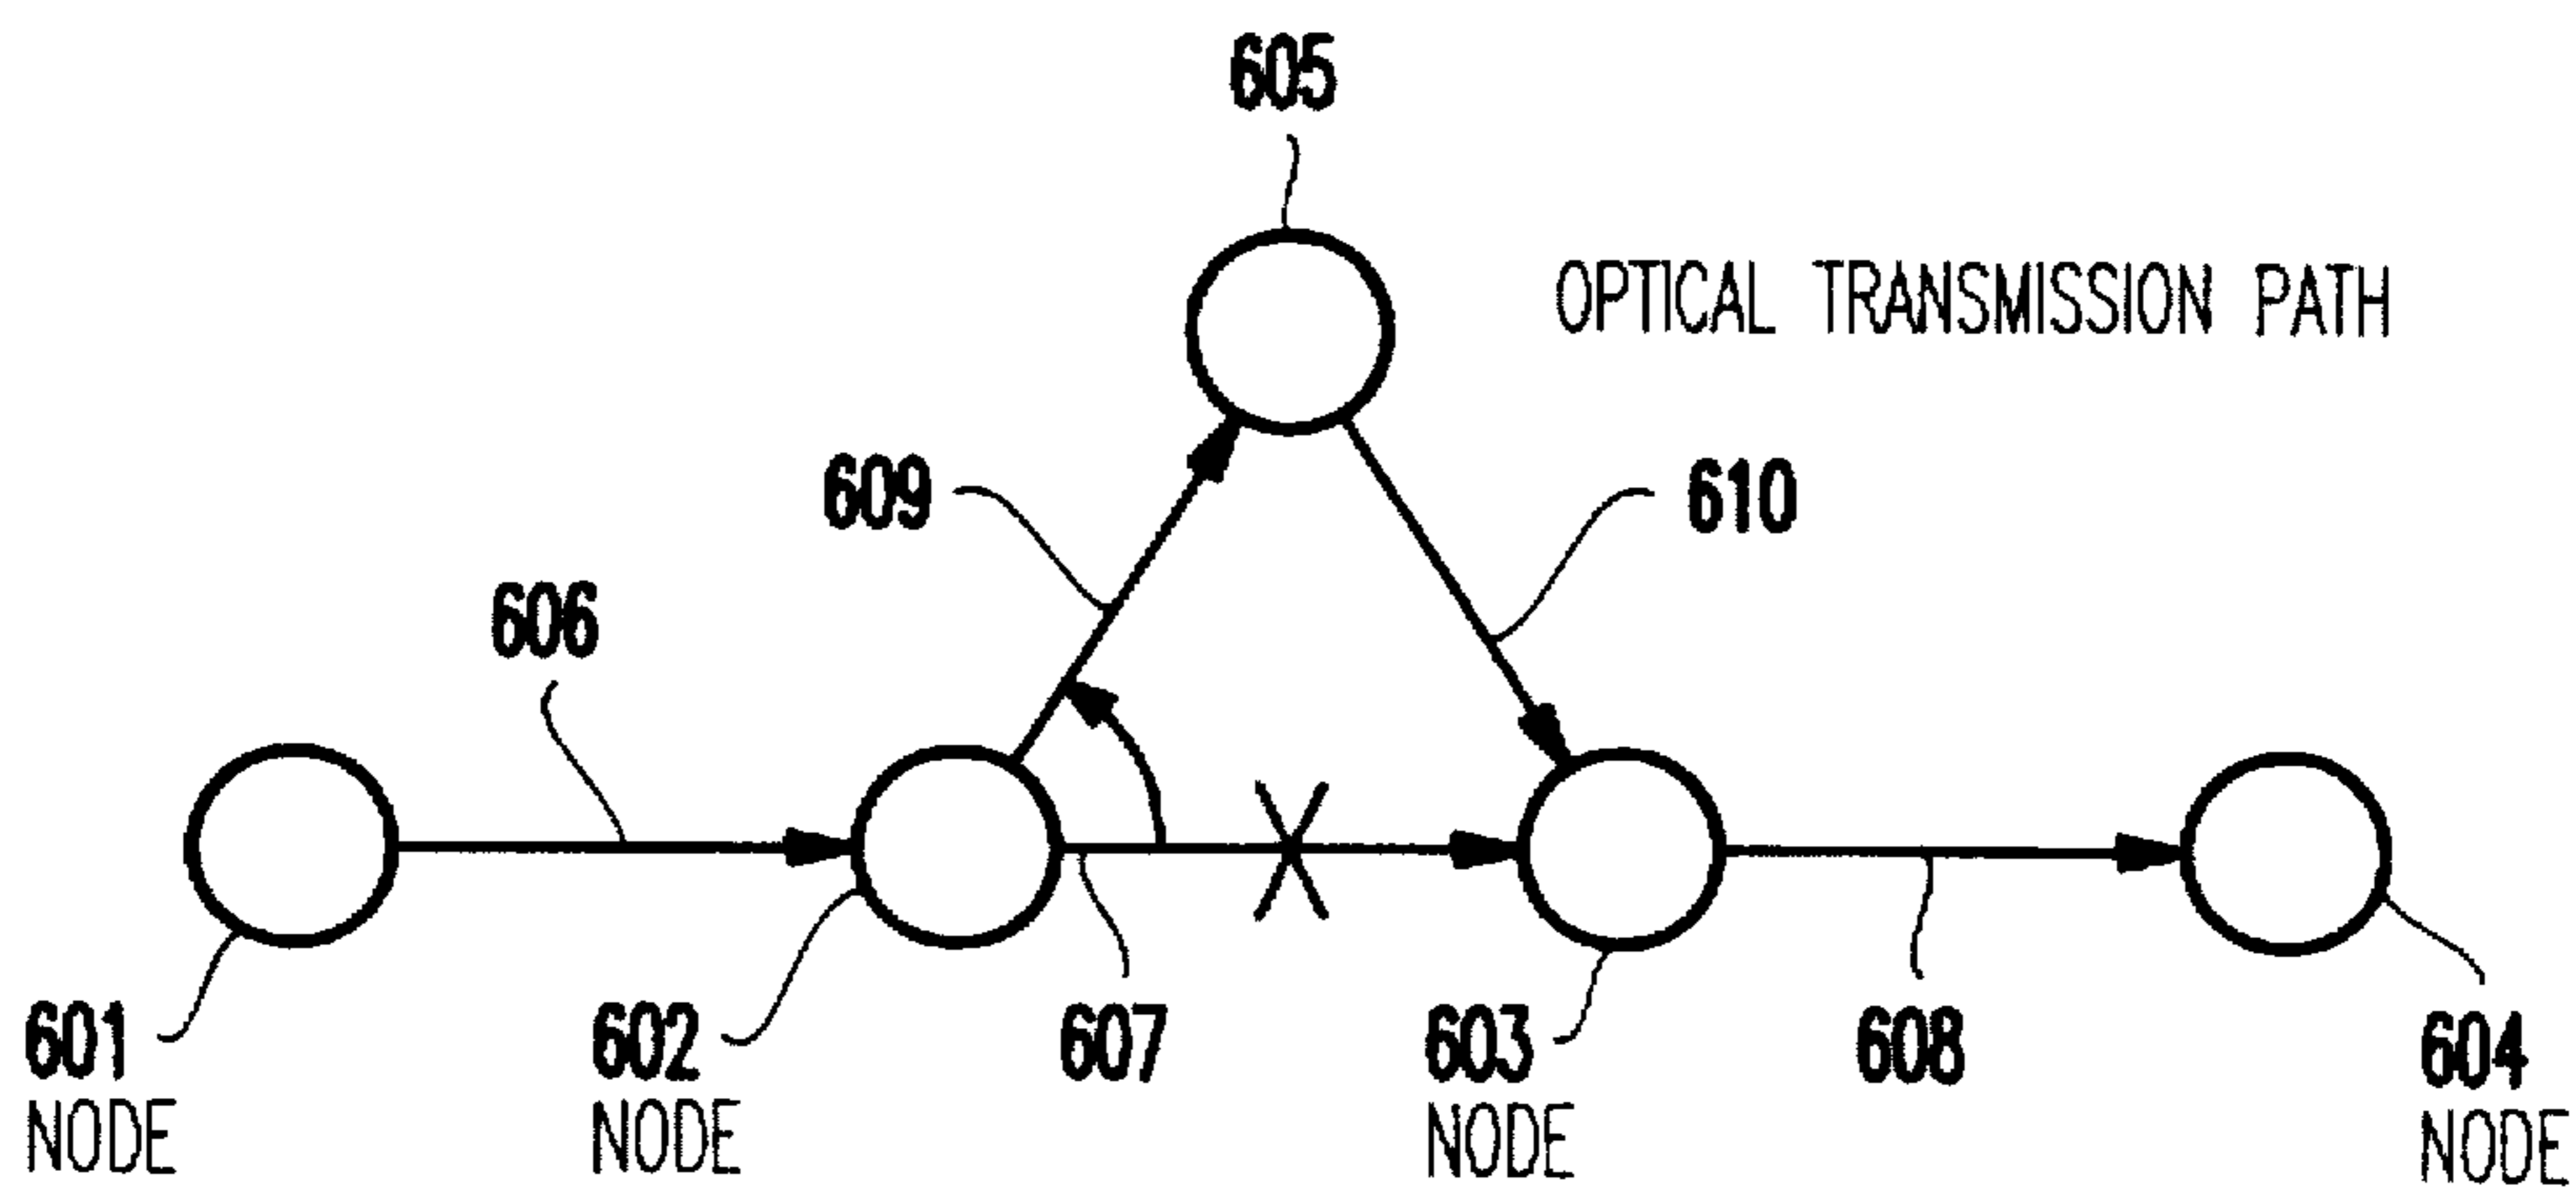 605
OPTICAL TRANSMISSION PATH
609
610
606
601
NODE
602
NODE
607
603
NODE
608
604
NODE